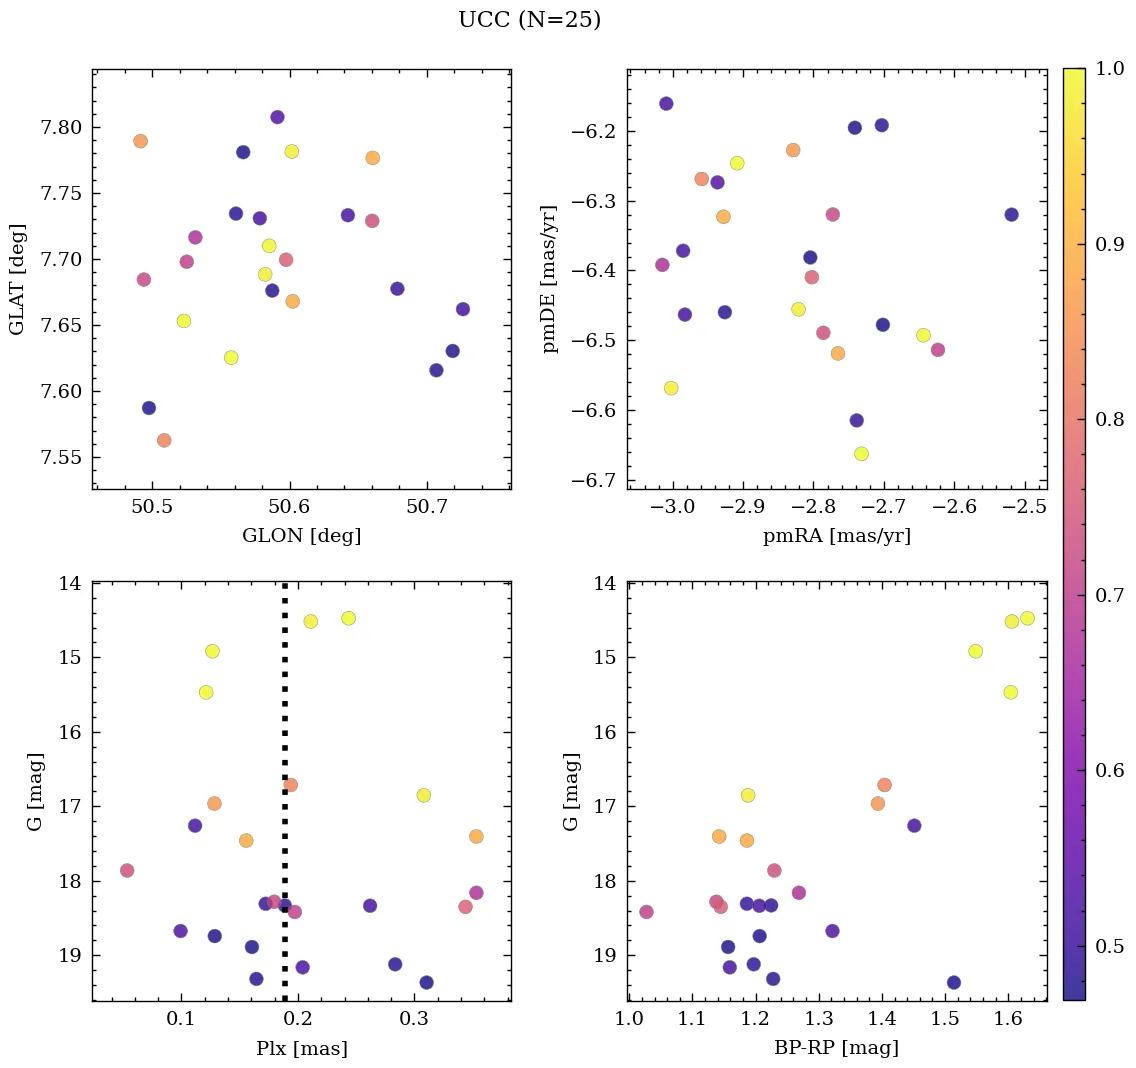 UCC (N=25)
7.80
7.75
7.70
7.65
7.60
7.55
GLAT [deg]
50.5 50.6 50.7
GLON [deg]
−6.2
−6.3
−6.4
−6.5
−6.6
−6.7
pmDE [mas/yr]
−3.0 −2.9 −2.8 −2.7 −2.6 −2.5
pmRA [mas/yr]
14
15
16
17
18
19
G [mag]
0.1 0.2 0.3
Plx [mas]
14
15
16
17
18
19
G [mag]
1.0 1.1 1.2 1.3 1.4 1.5 1.6
BP-RP [mag]
1.0
0.9
0.8
0.7
0.6
0.5